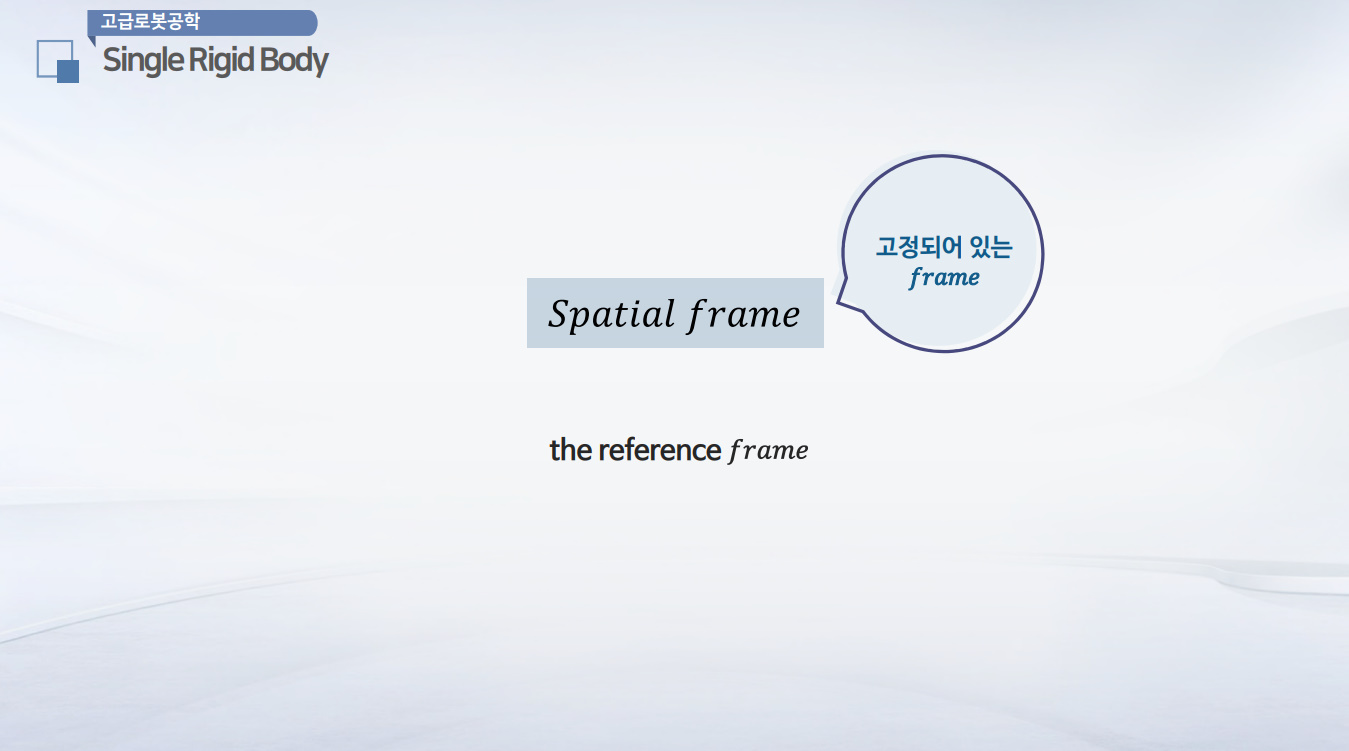 고급로봇공학
Single Rigid Body
고정되어 있는
frame
Spatial frame
the reference frame